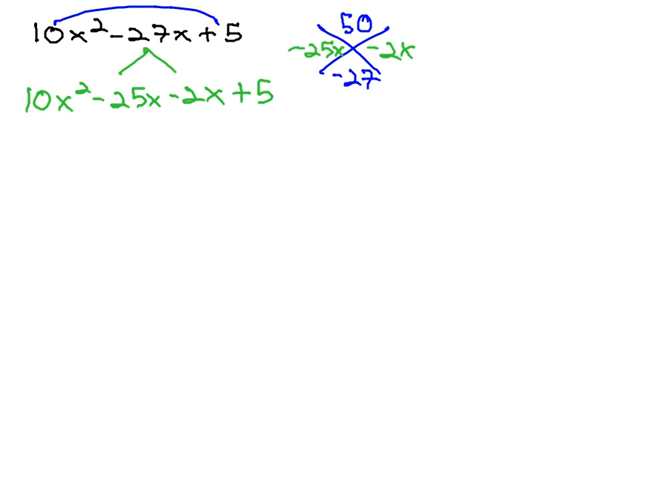 10x² - 27x + 5
50
-25x -2x
-27
10x² - 25x - 2x + 5